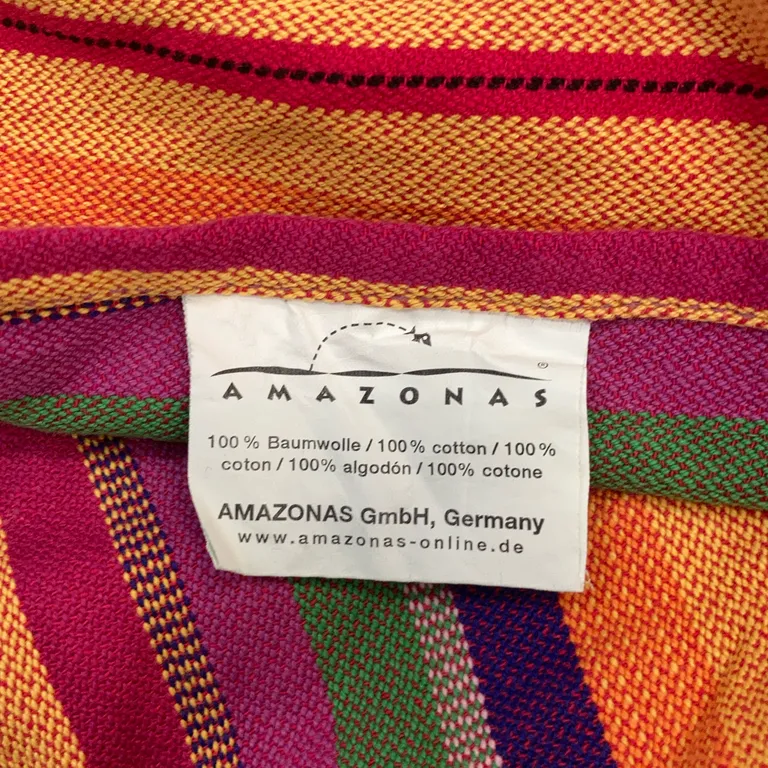 ®
AMAZONAS
100 % Baumwolle / 100 % cotton / 100 %
coton / 100% algodón / 100% cotone
AMAZONAS GmbH, Germany
www.amazonas-online.de